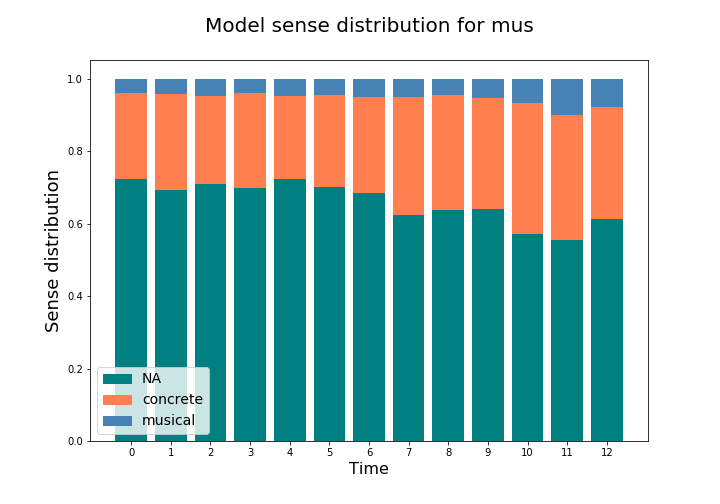 Model sense distribution for mus
Sense distribution
1.0
0.8
0.6
0.4
0.2
0.0
NA
concrete
musical
0 1 2 3 4 5 6 7 8 9 10 11 12
Time